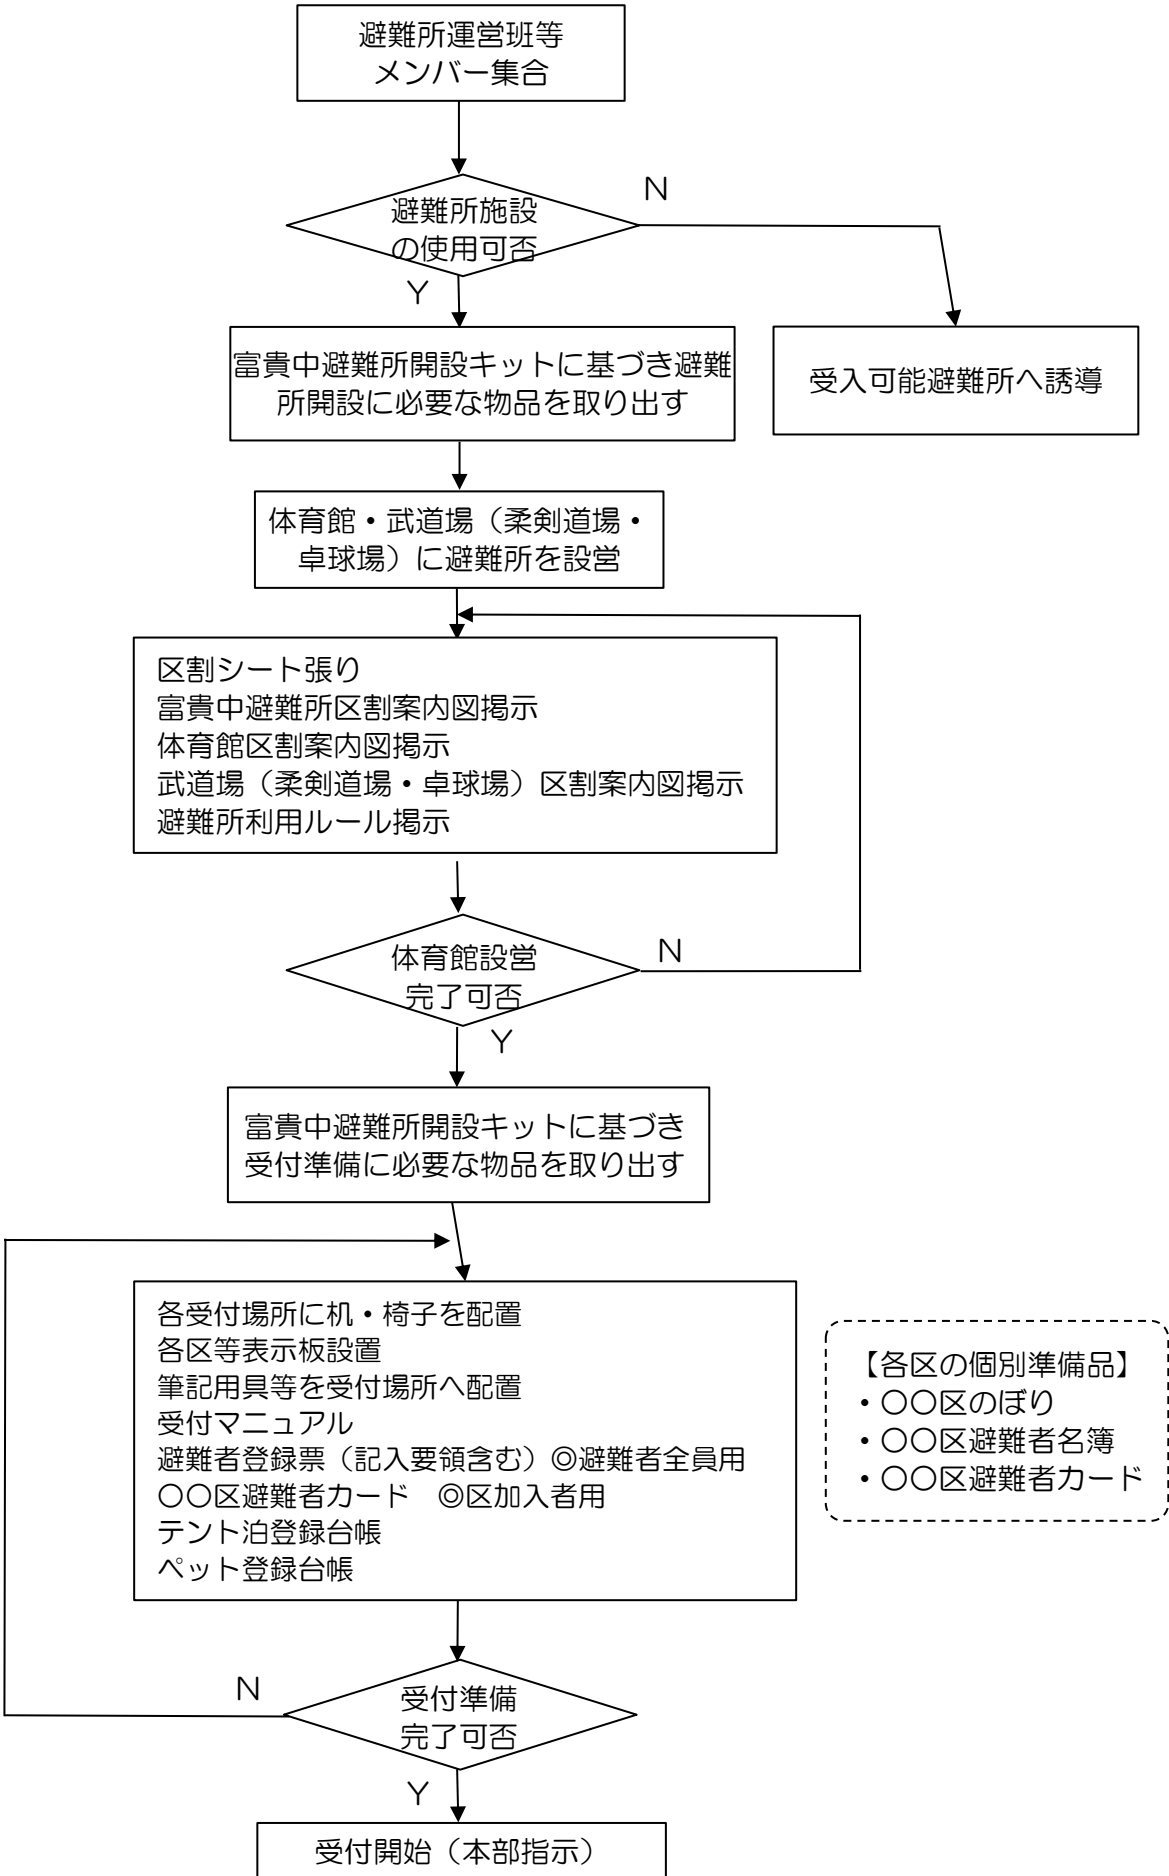 避難所運営班等
メンバー集合
避難所施設
の使用可否
N
Y
富貴中避難所開設キットに基づき避難
所開設に必要な物品を取り出す
受入可能避難所へ誘導
体育館・武道場（柔剣道場・
卓球場）に避難所を設営
区割シート張り
富貴中避難所区割案内図掲示
体育館区割案内図掲示
武道場（柔剣道場・卓球場）区割案内図掲示
避難所利用ルール掲示
体育館設営
完了可否
N
Y
富貴中避難所開設キットに基づき
受付準備に必要な物品を取り出す
各受付場所に机・椅子を配置
各区等表示板設置
筆記用具等を受付場所へ配置
受付マニュアル
避難者登録票（記入要領含む）◎避難者全員用
〇〇区避難者カード　◎区加入者用
テント泊登録台帳
ペット登録台帳
【各区の個別準備品】
・〇〇区のぼり
・〇〇区避難者名簿
・〇〇区避難者カード
N
受付準備
完了可否
Y
受付開始（本部指示）